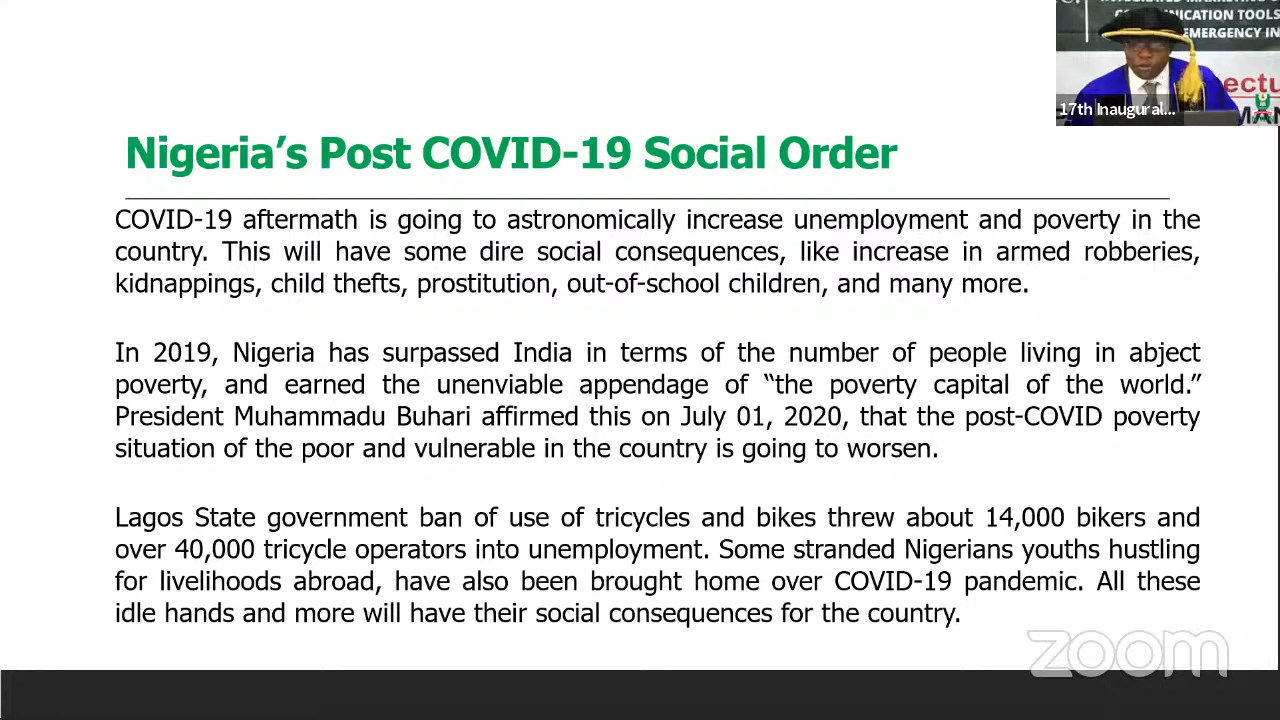 COMMUNICATION TOOLS
EMERGENCY IN
17th Inaugural...
Nigeria's Post COVID-19 Social Order
COVID-19 aftermath is going to astronomically increase unemployment and poverty in the
country. This will have some dire social consequences, like increase in armed robberies,
kidnappings, child thefts, prostitution, out-of-school children, and many more.
In 2019, Nigeria has surpassed India in terms of the number of people living in abject
poverty, and earned the unenviable appendage of “the poverty capital of the world.”
President Muhammadu Buhari affirmed this on July 01, 2020, that the post-COVID poverty
situation of the poor and vulnerable in the country is going to worsen.
Lagos State government ban of use of tricycles and bikes threw about 14,000 bikers and
over 40,000 tricycle operators into unemployment. Some stranded Nigerians youths hustling
for livelihoods abroad, have also been brought home over COVID-19 pandemic. All these
idle hands and more will have their social consequences for the country.
zoom